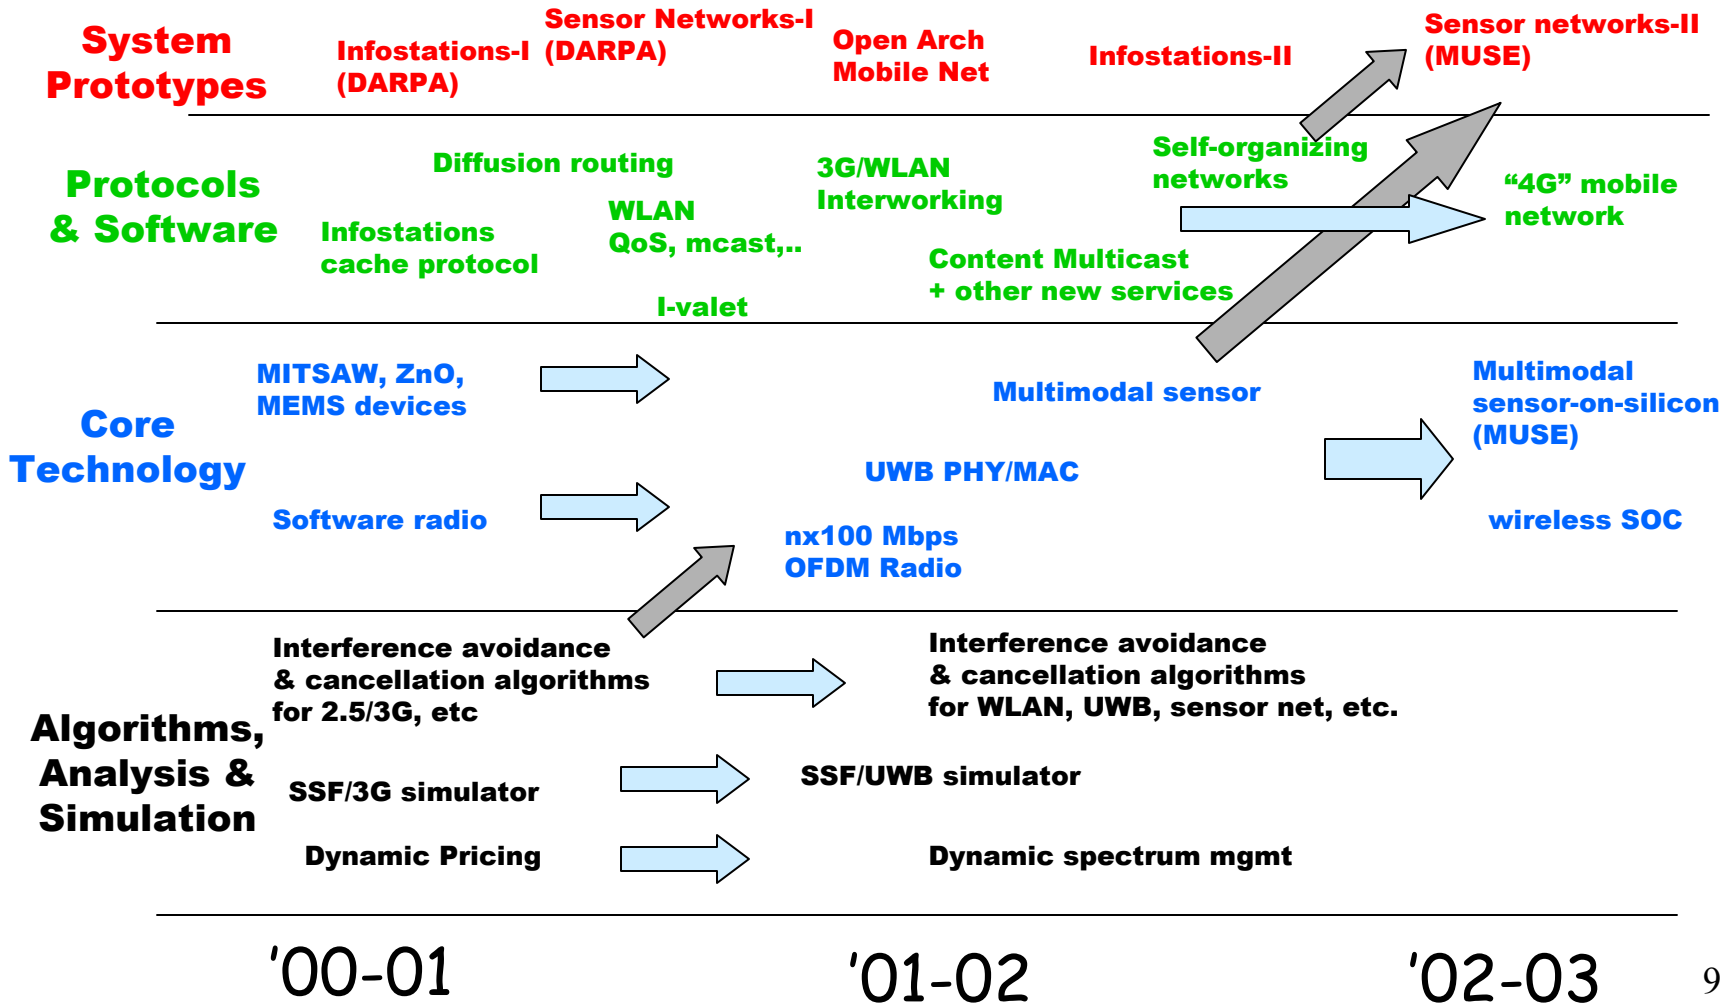 System
Prototypes
Infostations-I
(DARPA)
Sensor Networks-I
(DARPA)
Open Arch
Mobile Net
Infostations-II
Sensor networks-II
(MUSE)
Protocols
& Software
Diffusion routing
Infostations
cache protocol
WLAN
QoS, mcast,..
I-valet
3G/WLAN
Interworking
Content Multicast
+ other new services
Self-organizing
networks
“4G” mobile
network
Core
Technology
MITSAW, ZnO,
MEMS devices
Software radio
Multimodal sensor
UWB PHY/MAC
nx100 Mbps
OFDM Radio
Multimodal
sensor-on-silicon
(MUSE)
wireless SOC
Algorithms,
Analysis &
Simulation
Interference avoidance
& cancellation algorithms
for 2.5/3G, etc
Interference avoidance
& cancellation algorithms
for WLAN, UWB, sensor net, etc.
SSF/3G simulator
SSF/UWB simulator
Dynamic Pricing
Dynamic spectrum mgmt
’00-01
’01-02
’02-03
9